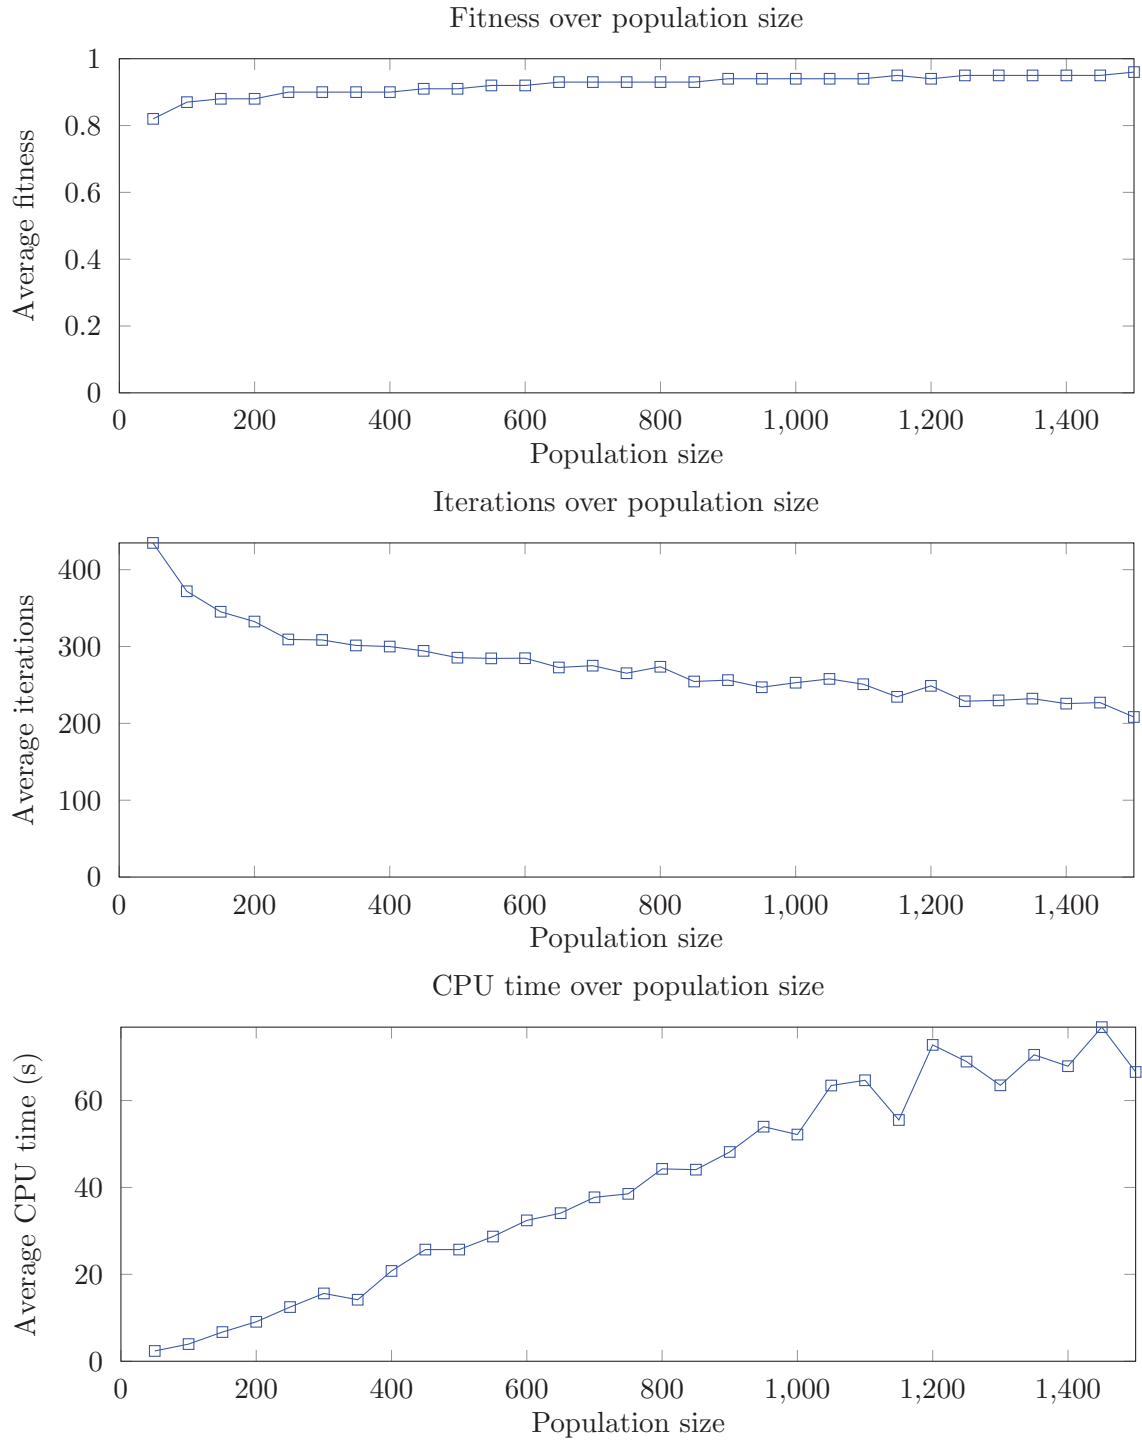 Fitness over population size
1
0.8
0.6
0.4
0.2
0
Average fitness
0 200 400 600 800 1,000 1,200 1,400
Population size
Iterations over population size
400
300
200
100
0
Average iterations
0 200 400 600 800 1,000 1,200 1,400
Population size
CPU time over population size
60
40
20
0
Average CPU time (s)
0 200 400 600 800 1,000 1,200 1,400
Population size